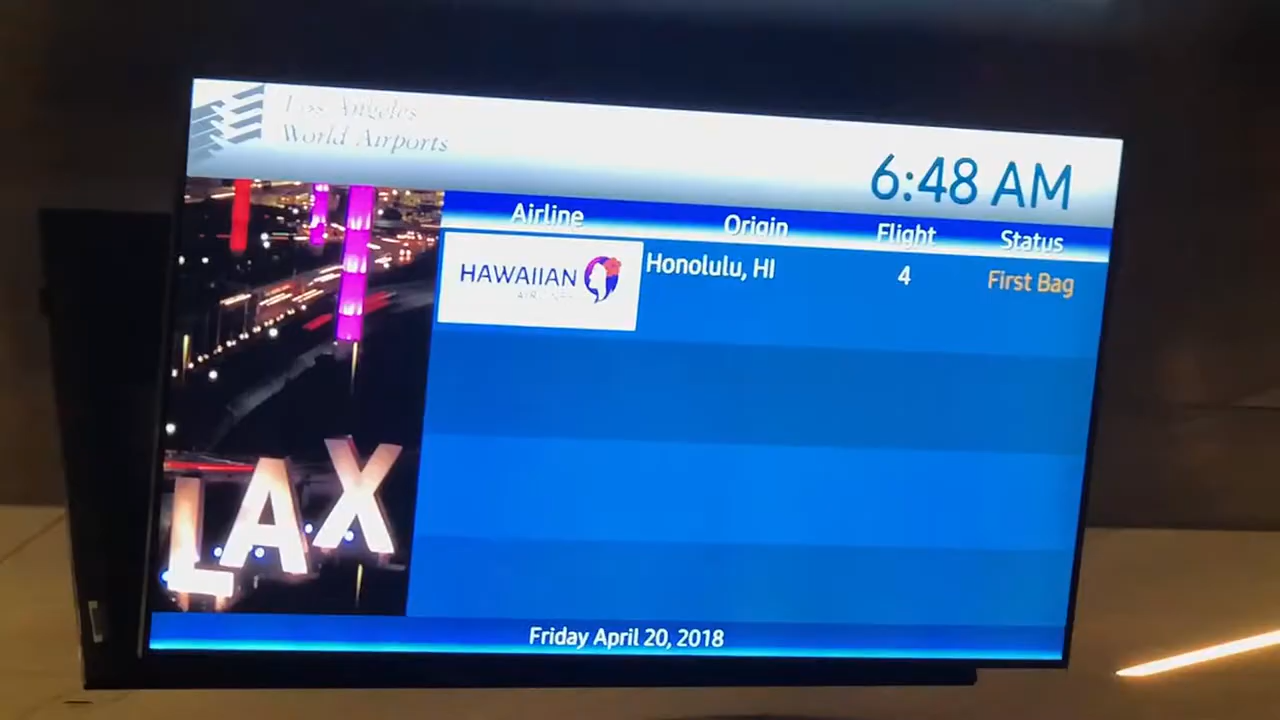 Los Angeles
World Airports
6:48 AM
Airline Origin Flight Status
HAWAIIAN Honolulu, HI 4 First Bag
AIRLINES
LAX
Friday April 20, 2018